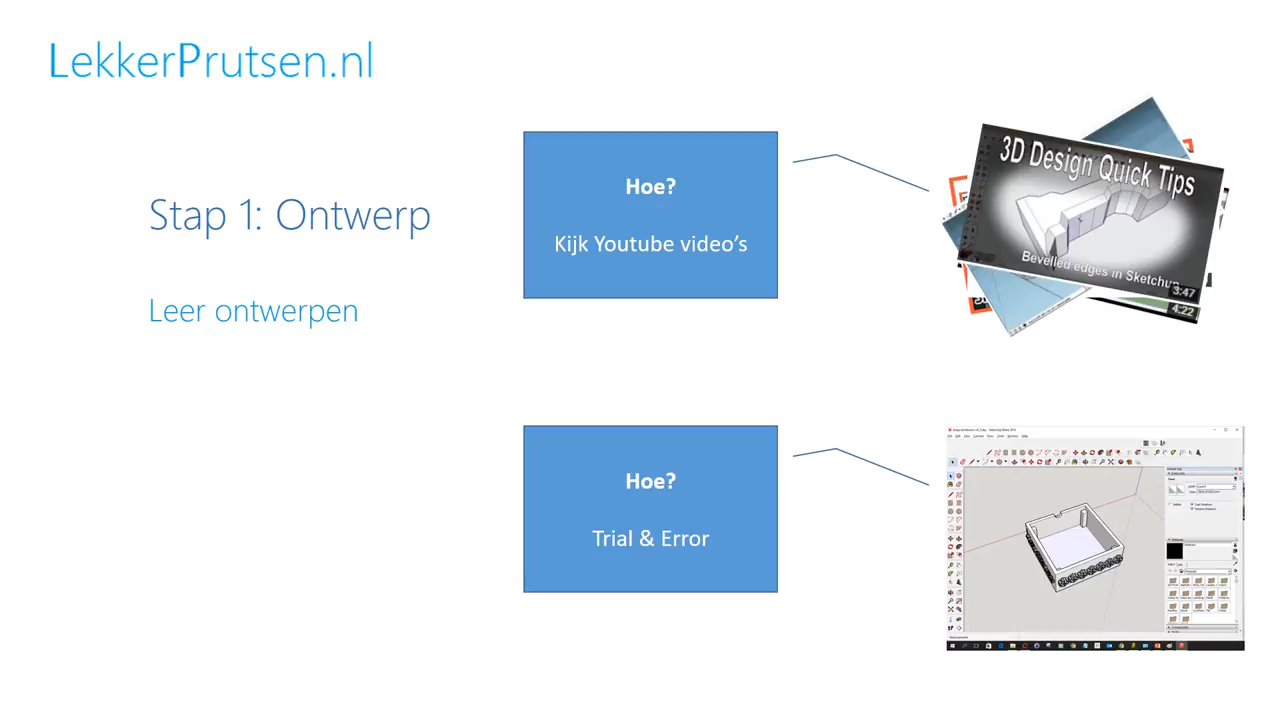 LekkerPrutsen.nl
Stap 1: Ontwerp
Leer ontwerpen
Hoe?
Kijk Youtube video's
3D Design Quick Tips
Bevelled edges in Sketchup
3:47
4:22
Hoe?
Trial & Error